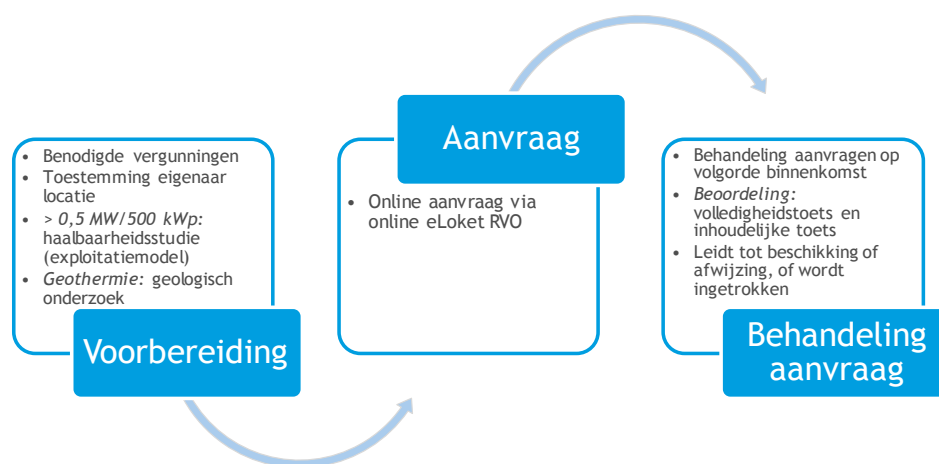 • Benodigde vergunningen
• Toestemming eigenaar
locatie
• > 0,5 MW/500 kWp:
haalbaarheidsstudie
(exploitatiemodel)
• Geothermie: geologisch
onderzoek
Voorbereiding
Aanvraag
• Online aanvraag via
online eLoket RVO
• Behandeling aanvragen op
volgorde binnenkomst
• Beoordeling:
volledigheidstoets en
inhoudelijke toets
• Leidt tot beschikking of
afwijzing, of wordt
ingetrokken
Behandeling
aanvraag